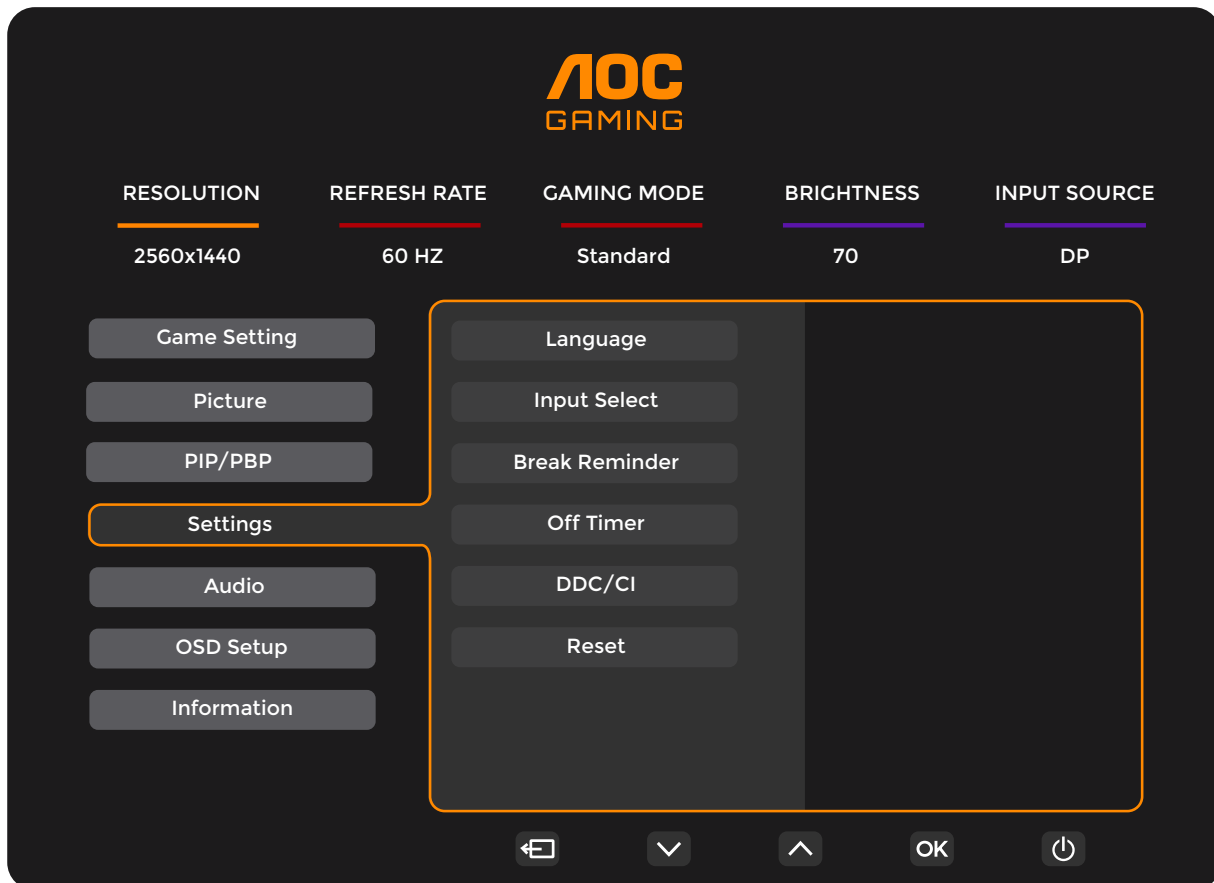 AOC
GAMING
RESOLUTION REFRESH RATE GAMING MODE BRIGHTNESS INPUT SOURCE
2560x1440 60 HZ Standard 70 DP
Game Setting
Picture
PIP/PBP
Settings
Audio
OSD Setup
Information
Language
Input Select
Break Reminder
Off Timer
DDC/CI
Reset
OK